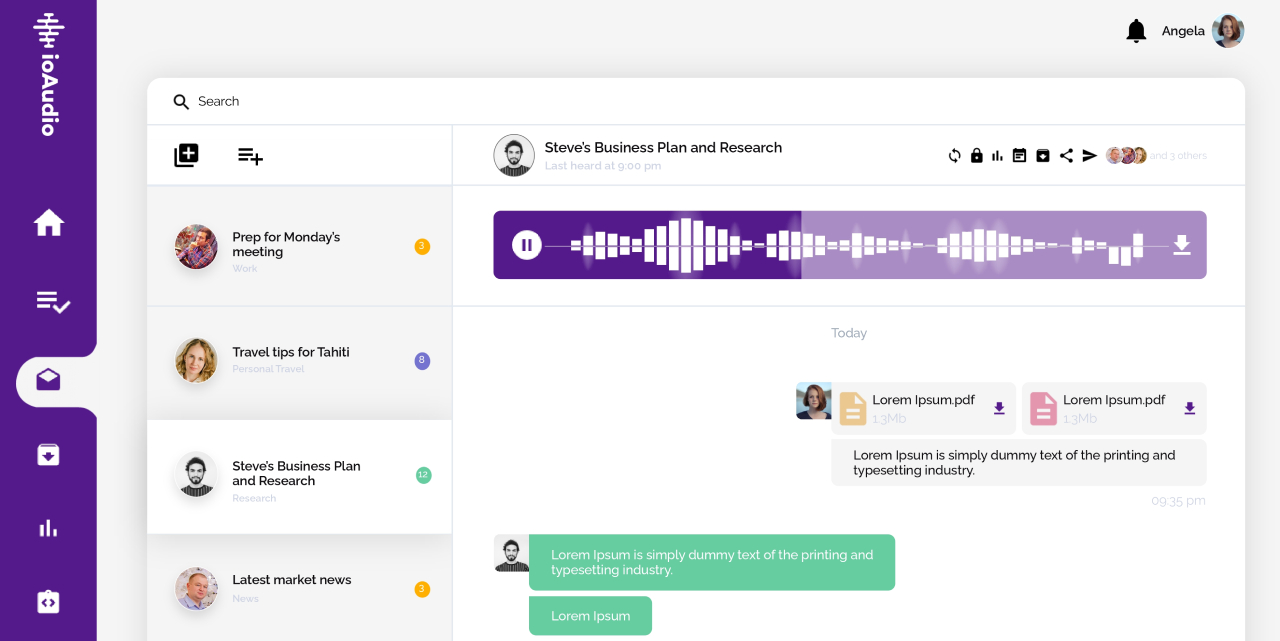 ioAudio
Angela
Search
Steve's Business Plan and Research
Last heard at 9:00 pm
and 3 others
Prep for Monday's
meeting
Work
3
Travel tips for Tahiti
Personal Travel
8
Steve's Business Plan
and Research
Research
12
Latest market news
News
3
Today
Lorem Ipsum.pdf
1.3Mb
Lorem Ipsum.pdf
1.3Mb
Lorem Ipsum is simply dummy text of the printing and
typesetting industry.
09:35 pm
Lorem Ipsum is simply dummy text of the printing and
typesetting industry.
Lorem Ipsum